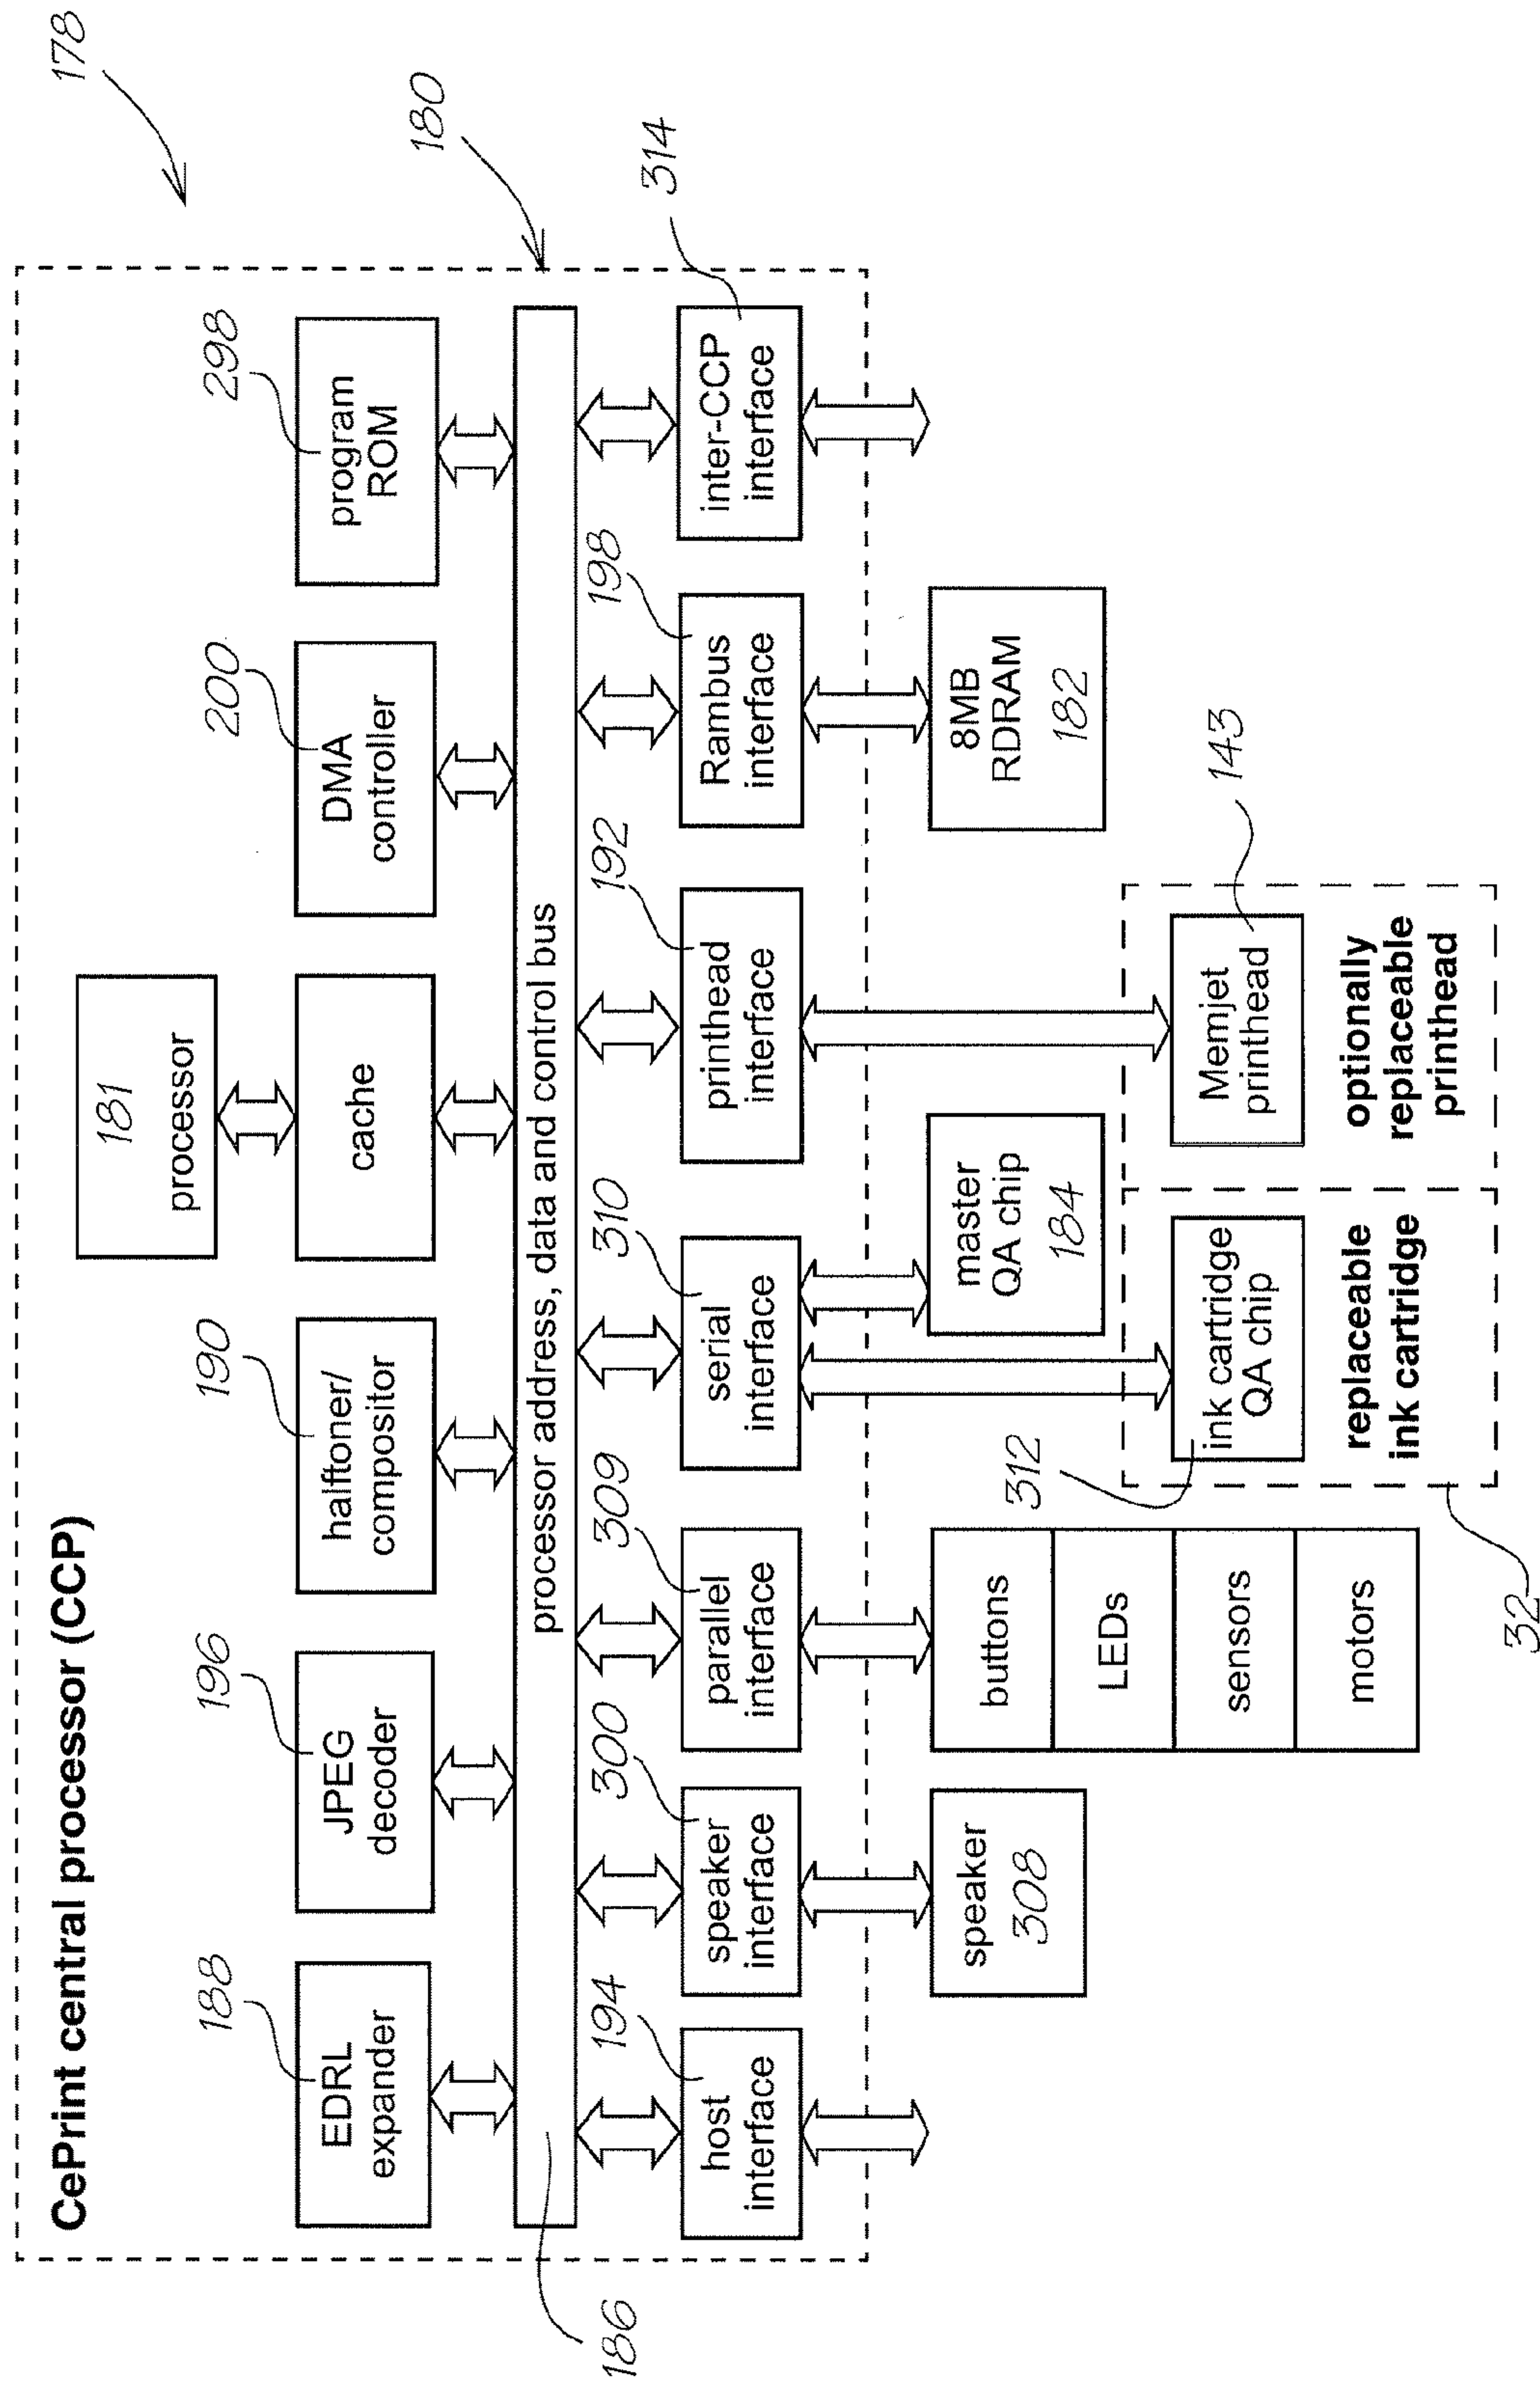 178
CePrint central processor (CCP)
180
181
processor
188
EDRL
expander
196
JPEG
decoder
190
halftoner/
compositor
cache
200
DMA
controller
298
program
ROM
processor address, data and control bus
186
194
host
interface
300
speaker
interface
309
parallel
interface
310
serial
interface
192
printhead
interface
198
Rambus
interface
314
inter-CCP
interface
speaker
308
buttons
LEDs
sensors
motors
master
QA chip
184
8MB
RDRAM
182
312
ink cartridge
QA chip
replaceable
ink cartridge
32
Memjet
printhead
143
optionally
replaceable
printhead